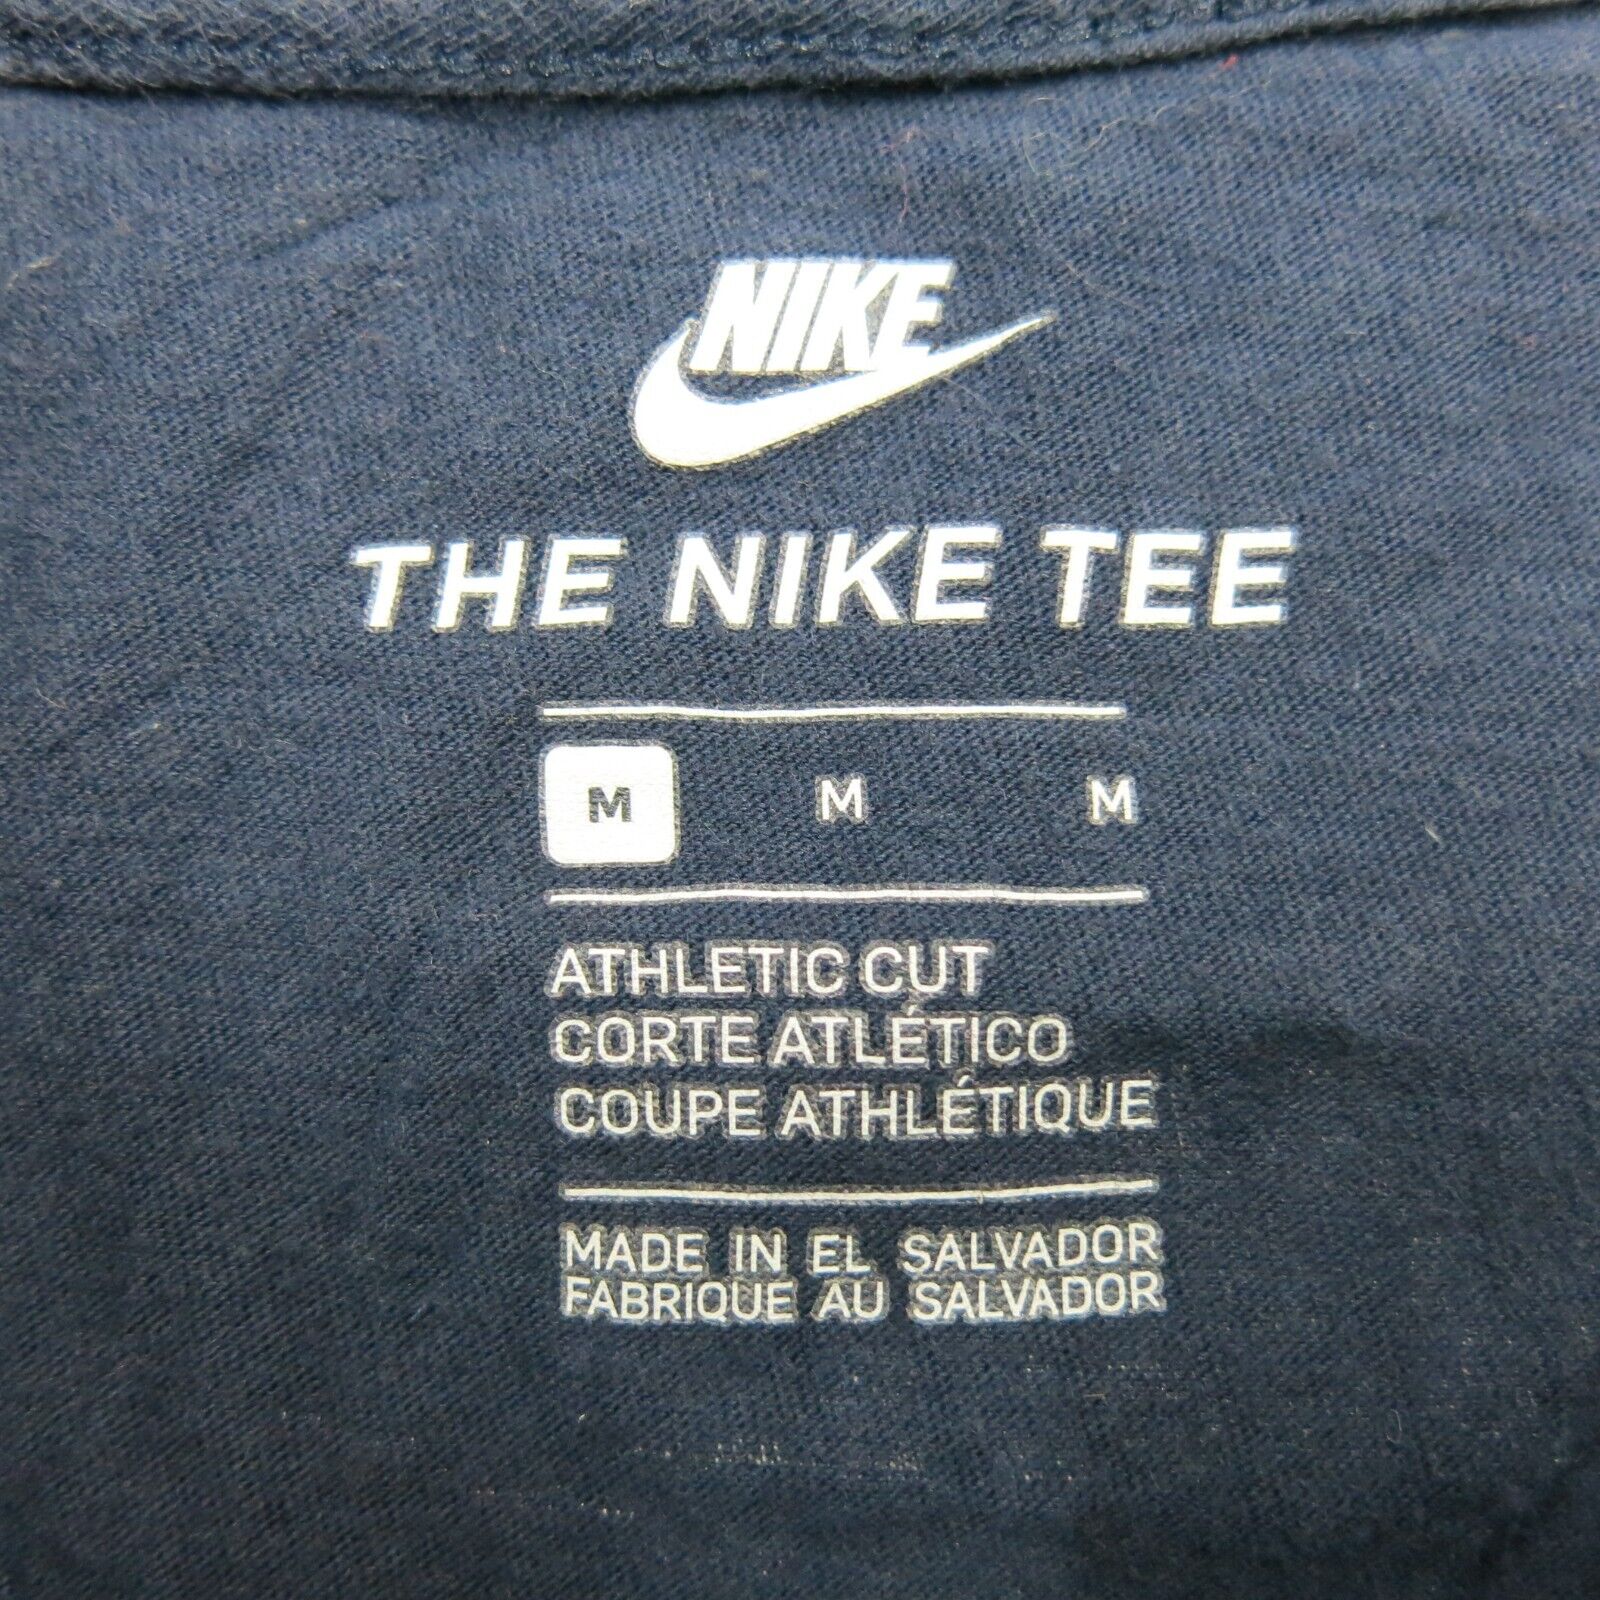 NIKE
THE NIKE TEE
M M M
ATHLETIC CUT
CORTE ATLÉTICO
COUPE ATHLÉTIQUE
MADE IN EL SALVADOR
FABRIQUE AU SALVADOR